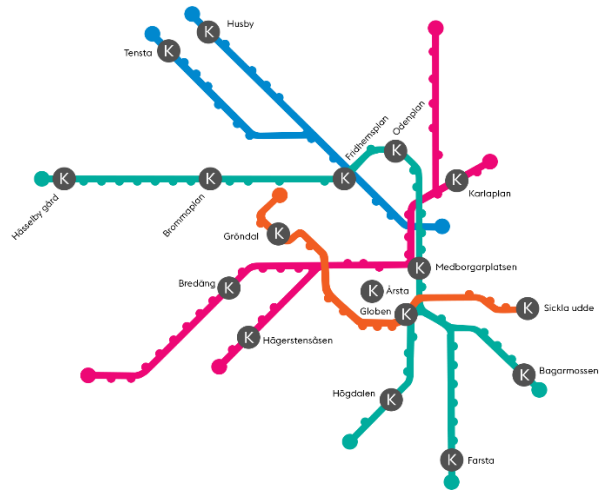 Husby
K
Tensta
K
Fridhemsplan
Odenplan
K
K
Hässelby gård
K
Brommaplan
K
K
Karlaplan
Gröndal
K
K
Medborgarplatsen
Bredäng
K
K
Årsta
Globen
K
K
Sickla udde
K
Hägerstensåsen
Högdalen
K
K
Bagarmossen
K
Farsta